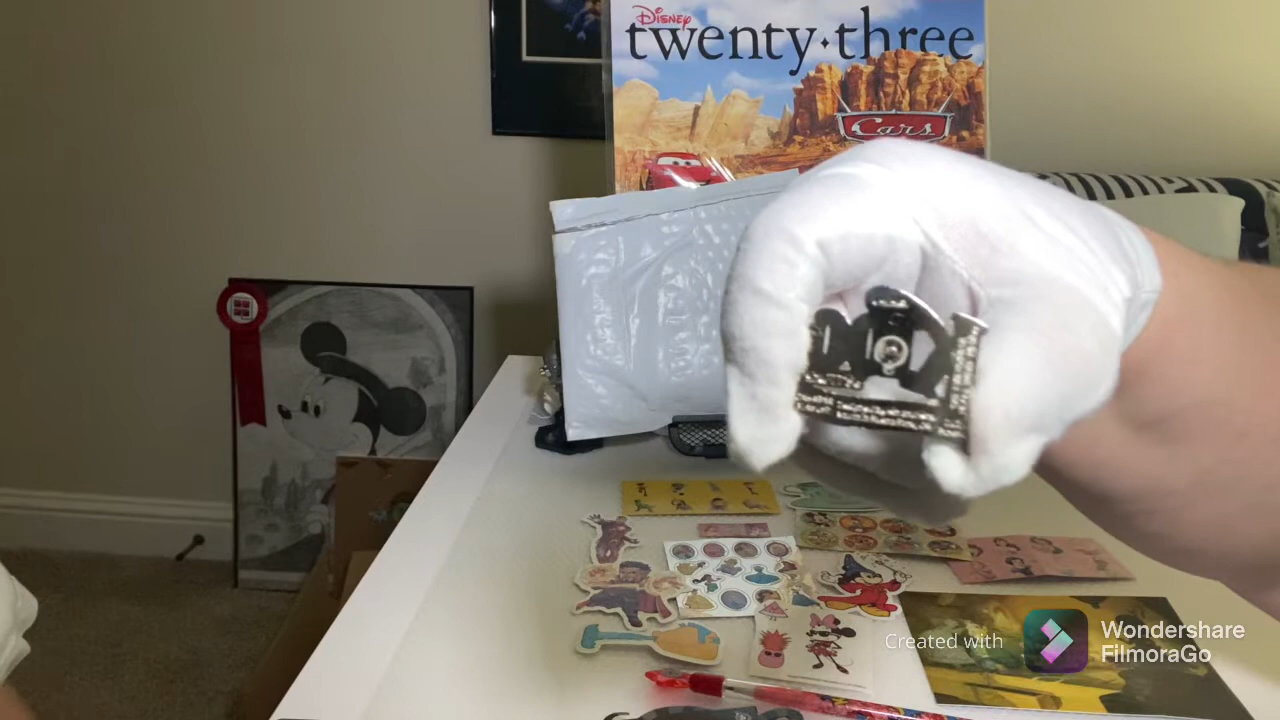 Disney
twenty·three
Cars
Created with
Wondershare
FilmoraGo